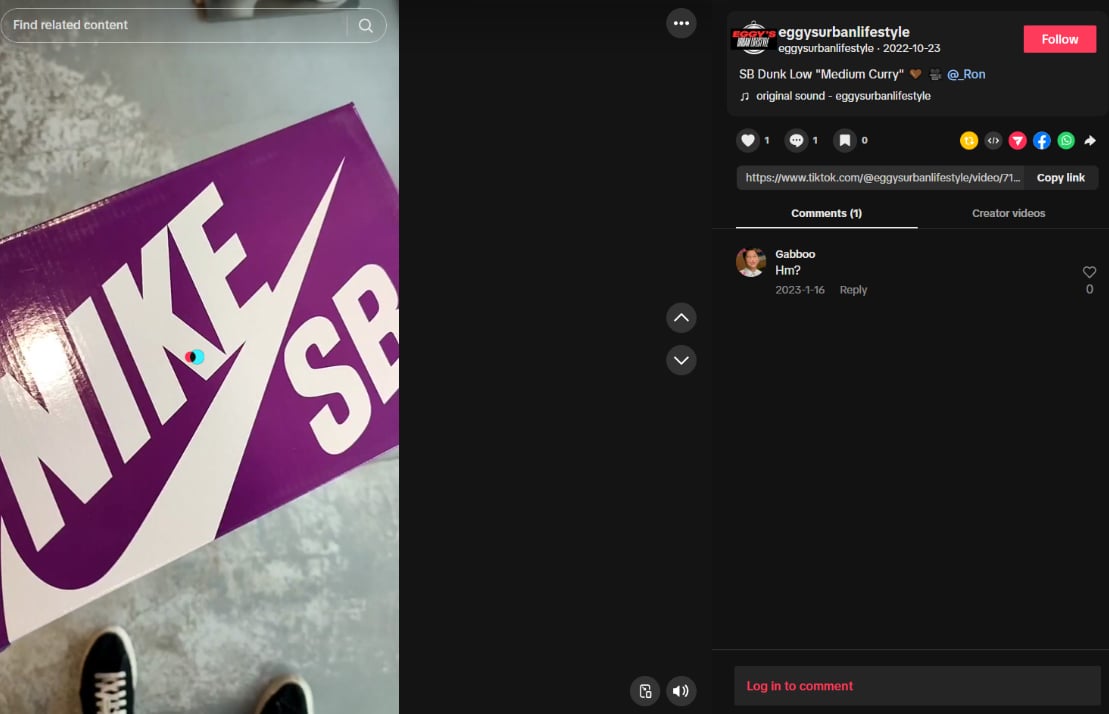 Find related content
NIKE
SB
EGGY'S
URBAN LIFESTYLE
eggysurbanlifestyle
eggysurbanlifestyle · 2022-10-23
Follow
SB Dunk Low "Medium Curry" 🤎 🎥 @_Ron
♫ original sound - eggysurbanlifestyle
1
1
0
https://www.tiktok.com/@eggysurbanlifestyle/video/71...
Copy link
Comments (1)
Creator videos
Gabboo
Hm?
2023-1-16 Reply
0
Log in to comment